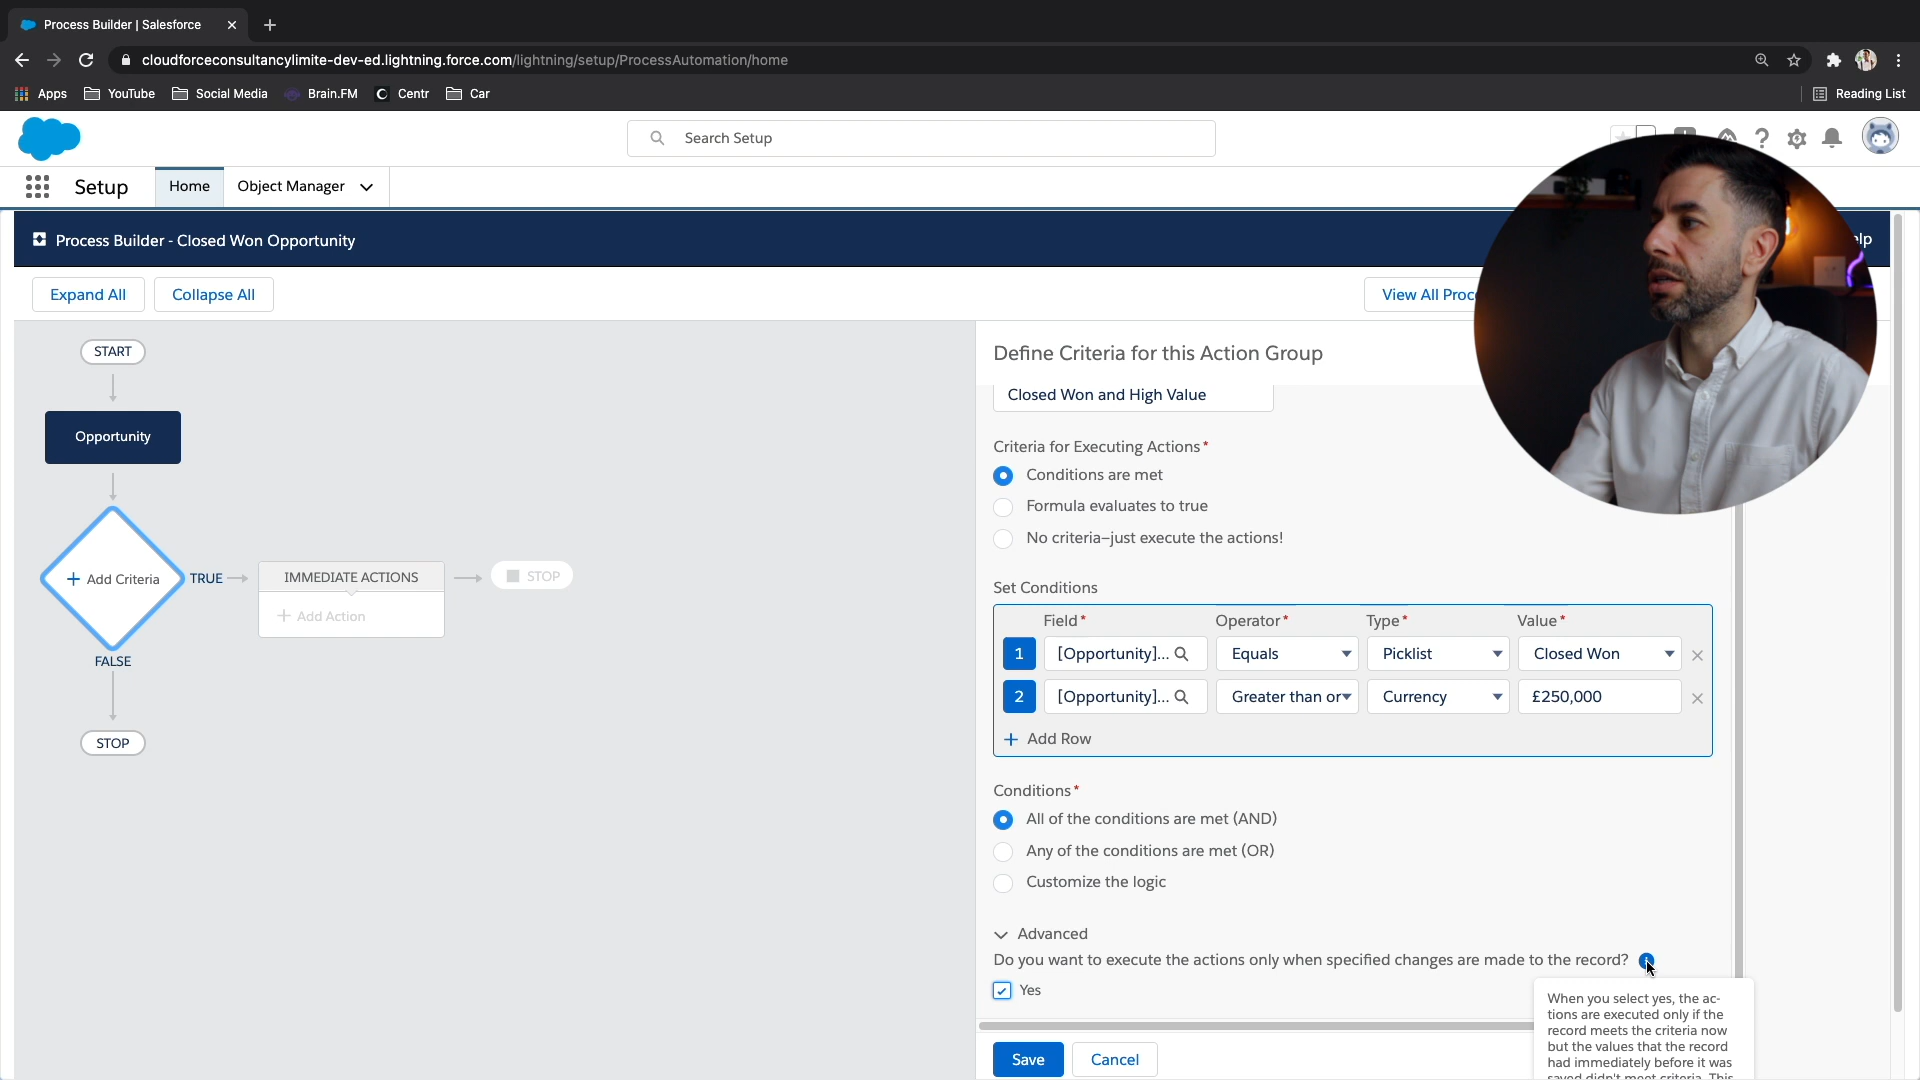 Process Builder | Salesforce
cloudforceconsultancylimite-dev-ed.lightning.force.com/lightning/setup/ProcessAutomation/home
Apps YouTube Social Media Brain.FM Centr Car Reading List
Search Setup
Setup Home Object Manager
Process Builder - Closed Won Opportunity
Expand All Collapse All View All
START
Opportunity
Add Criteria
TRUE
IMMEDIATE ACTIONS
Add Action
STOP
FALSE
STOP
Define Criteria for this Action Group
Closed Won and High Value
Criteria for Executing Actions*
Conditions are met
Formula evaluates to true
No criteria–just execute the actions!
Set Conditions
Field* Operator* Type* Value*
1 [Opportunity]... Equals Picklist Closed Won
2 [Opportunity]... Greater than or Currency £250,000
+ Add Row
Conditions*
All of the conditions are met (AND)
Any of the conditions are met (OR)
Customize the logic
Advanced
Do you want to execute the actions only when specified changes are made to the record?
Yes
When you select yes, the ac-
tions are executed only if the
record meets the criteria now
but the values that the record
had immediately before it was
saved didn't meet criteria. This
Save Cancel